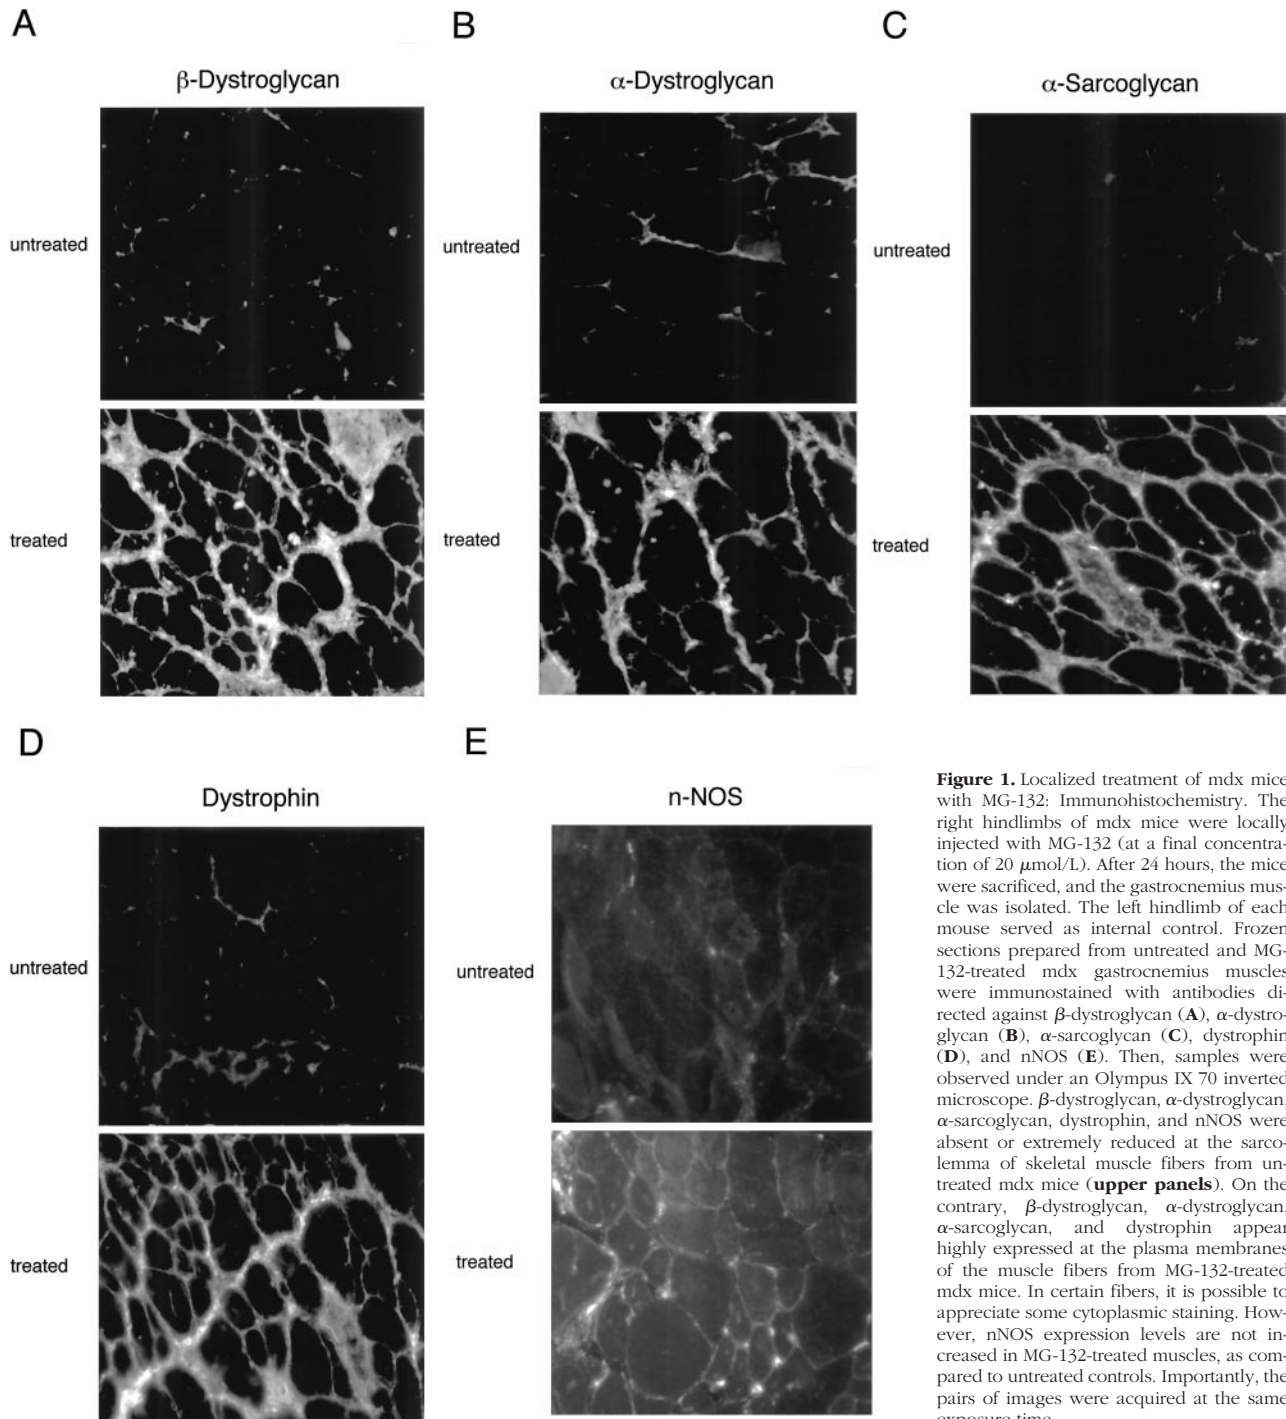 A
B
C
β-Dystroglycan
α-Dystroglycan
α-Sarcoglycan
untreated
untreated
untreated
treated
treated
treated
D
E
Dystrophin
n-NOS
untreated
untreated
treated
treated
Figure 1. Localized treatment of mdx mice
with MG-132: Immunohistochemistry. The
right hindlimbs of mdx mice were locally
injected with MG-132 (at a final concentra-
tion of 20 μmol/L). After 24 hours, the mice
were sacrificed, and the gastrocnemius mus-
cle was isolated. The left hindlimb of each
mouse served as internal control. Frozen
sections prepared from untreated and MG-
132-treated mdx gastrocnemius muscles
were immunostained with antibodies di-
rected against β-dystroglycan (A), α-dystro-
glycan (B), α-sarcoglycan (C), dystrophin
(D), and nNOS (E). Then, samples were
observed under an Olympus IX 70 inverted
microscope. β-dystroglycan, α-dystroglycan,
α-sarcoglycan, dystrophin, and nNOS were
absent or extremely reduced at the sarco-
lemma of skeletal muscle fibers from un-
treated mdx mice (upper panels). On the
contrary, β-dystroglycan, α-dystroglycan,
α-sarcoglycan, and dystrophin appear
highly expressed at the plasma membranes
of the muscle fibers from MG-132-treated
mdx mice. In certain fibers, it is possible to
appreciate some cytoplasmic staining. How-
ever, nNOS expression levels are not in-
creased in MG-132-treated muscles, as com-
pared to untreated controls. Importantly, the
pairs of images were acquired at the same
exposure time.